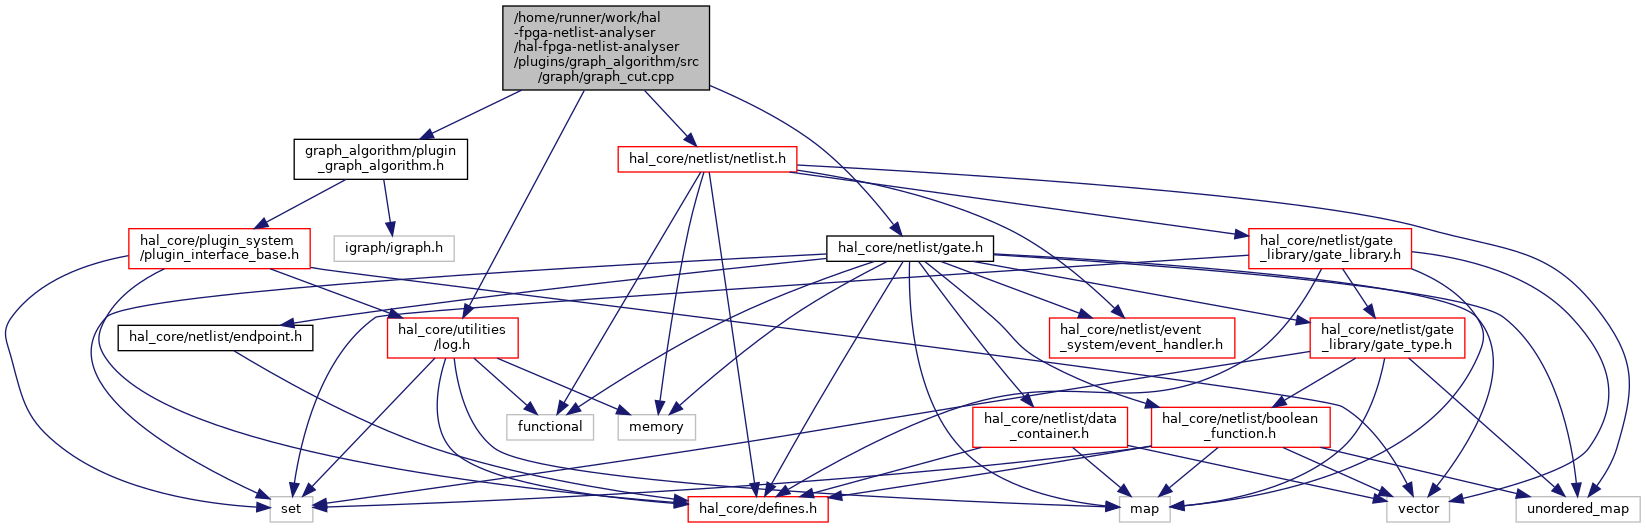 /home/runner/work/hal
-fpga-netlist-analyser
/hal-fpga-netlist-analyser
/plugins/graph_algorithm/src
/graph/graph_cut.cpp
graph_algorithm/plugin
_graph_algorithm.h
hal_core/netlist/netlist.h
hal_core/plugin_system
/plugin_interface_base.h
igraph/igraph.h
hal_core/netlist/gate.h
hal_core/netlist/gate
_library/gate_library.h
hal_core/netlist/endpoint.h
hal_core/utilities
/log.h
hal_core/netlist/event
_system/event_handler.h
hal_core/netlist/gate
_library/gate_type.h
functional
memory
hal_core/netlist/data
_container.h
hal_core/netlist/boolean
_function.h
set
hal_core/defines.h
map
vector
unordered_map